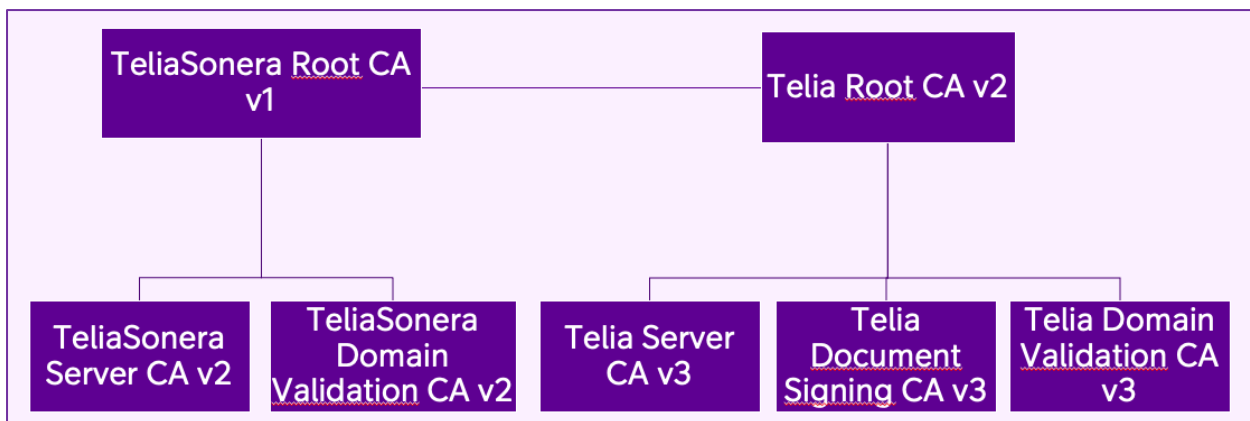 TeliaSonera Root CA
v1
Telia Root CA v2
TeliaSonera
Server CA v2
TeliaSonera
Domain
Validation CA v2
Telia Server
CA v3
Telia
Document
Signing CA v3
Telia Domain
Validation CA
v3